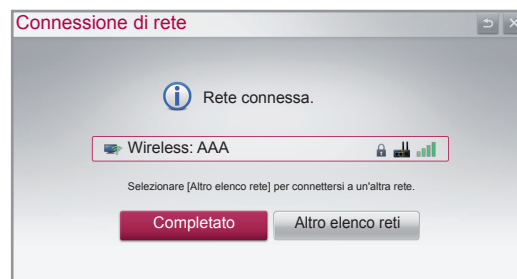 Connessione di rete
Rete connessa.
Wireless: AAA
Selezionare [Altro elenco rete] per connettersi a un'altra rete.
Completato
Altro elenco reti